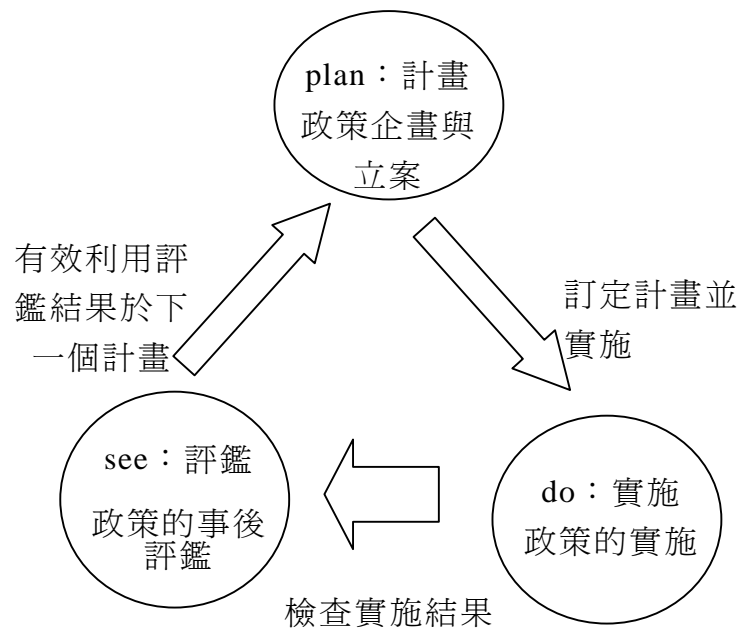 plan：計畫
政策企畫與
立案
有效利用評
鑑結果於下
一個計畫
訂定計畫並
實施
see：評鑑
政策的事後
評鑑
do：實施
政策的實施
檢查實施結果